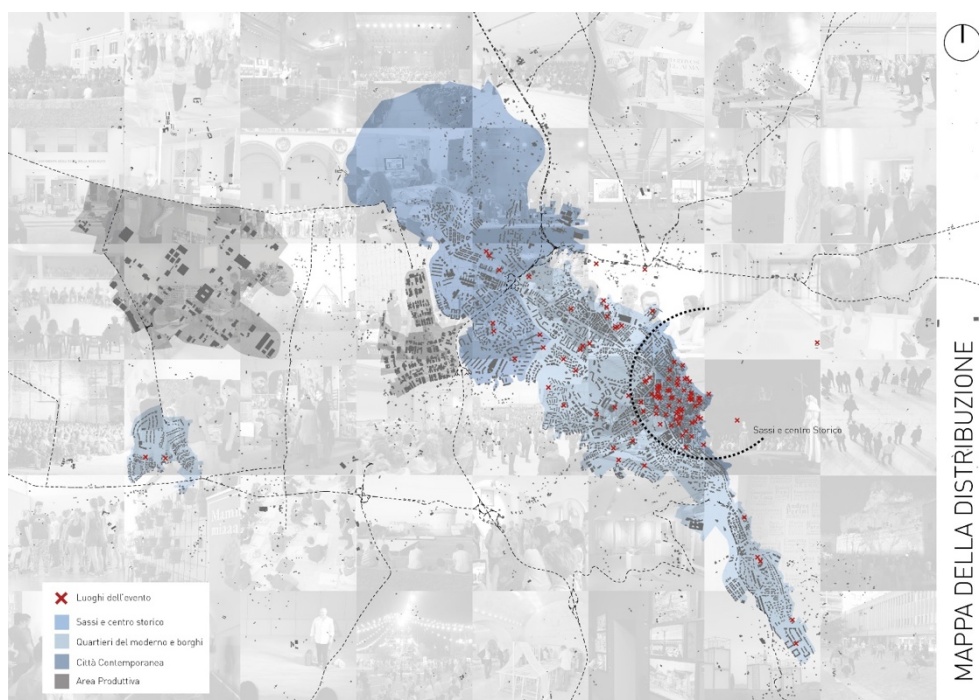 MAPPA DELLA DISTRIBUZIONE
Sassi e centro Storico
Luoghi dell'evento
Sassi e centro storico
Quartieri del moderno e borghi
Città Contemporanea
Area Produttiva